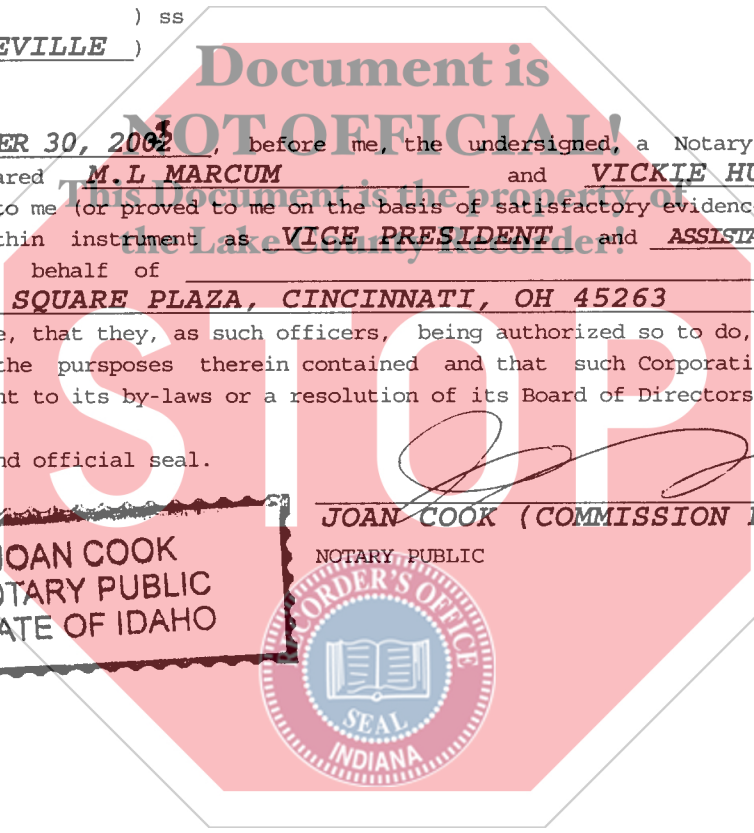 ) ss
EVILLE )
Document is
NOT OFFICIAL!
This Document is the property of
the Lake County Recorder!
ER 30, 200 , before me, the undersigned, a Notary
ared M.L MARCUM and VICKIE HU
to me (or proved to me on the basis of satisfactory evidenc
thin instrument as VICE PRESIDENT and ASSISTA
behalf of
SQUARE PLAZA, CINCINNATI, OH 45263
e, that they, as such officers, being authorized so to do,
the pursposes therein contained and that such Corporati
nt to its by-laws or a resolution of its Board of Directors
nd official seal.
STOP
JOAN COOK (COMMISSION
NOTARY PUBLIC
JOAN COOK
OTARY PUBLIC
ATE OF IDAHO
RECORDER'S OFFICE
SEAL
INDIANA